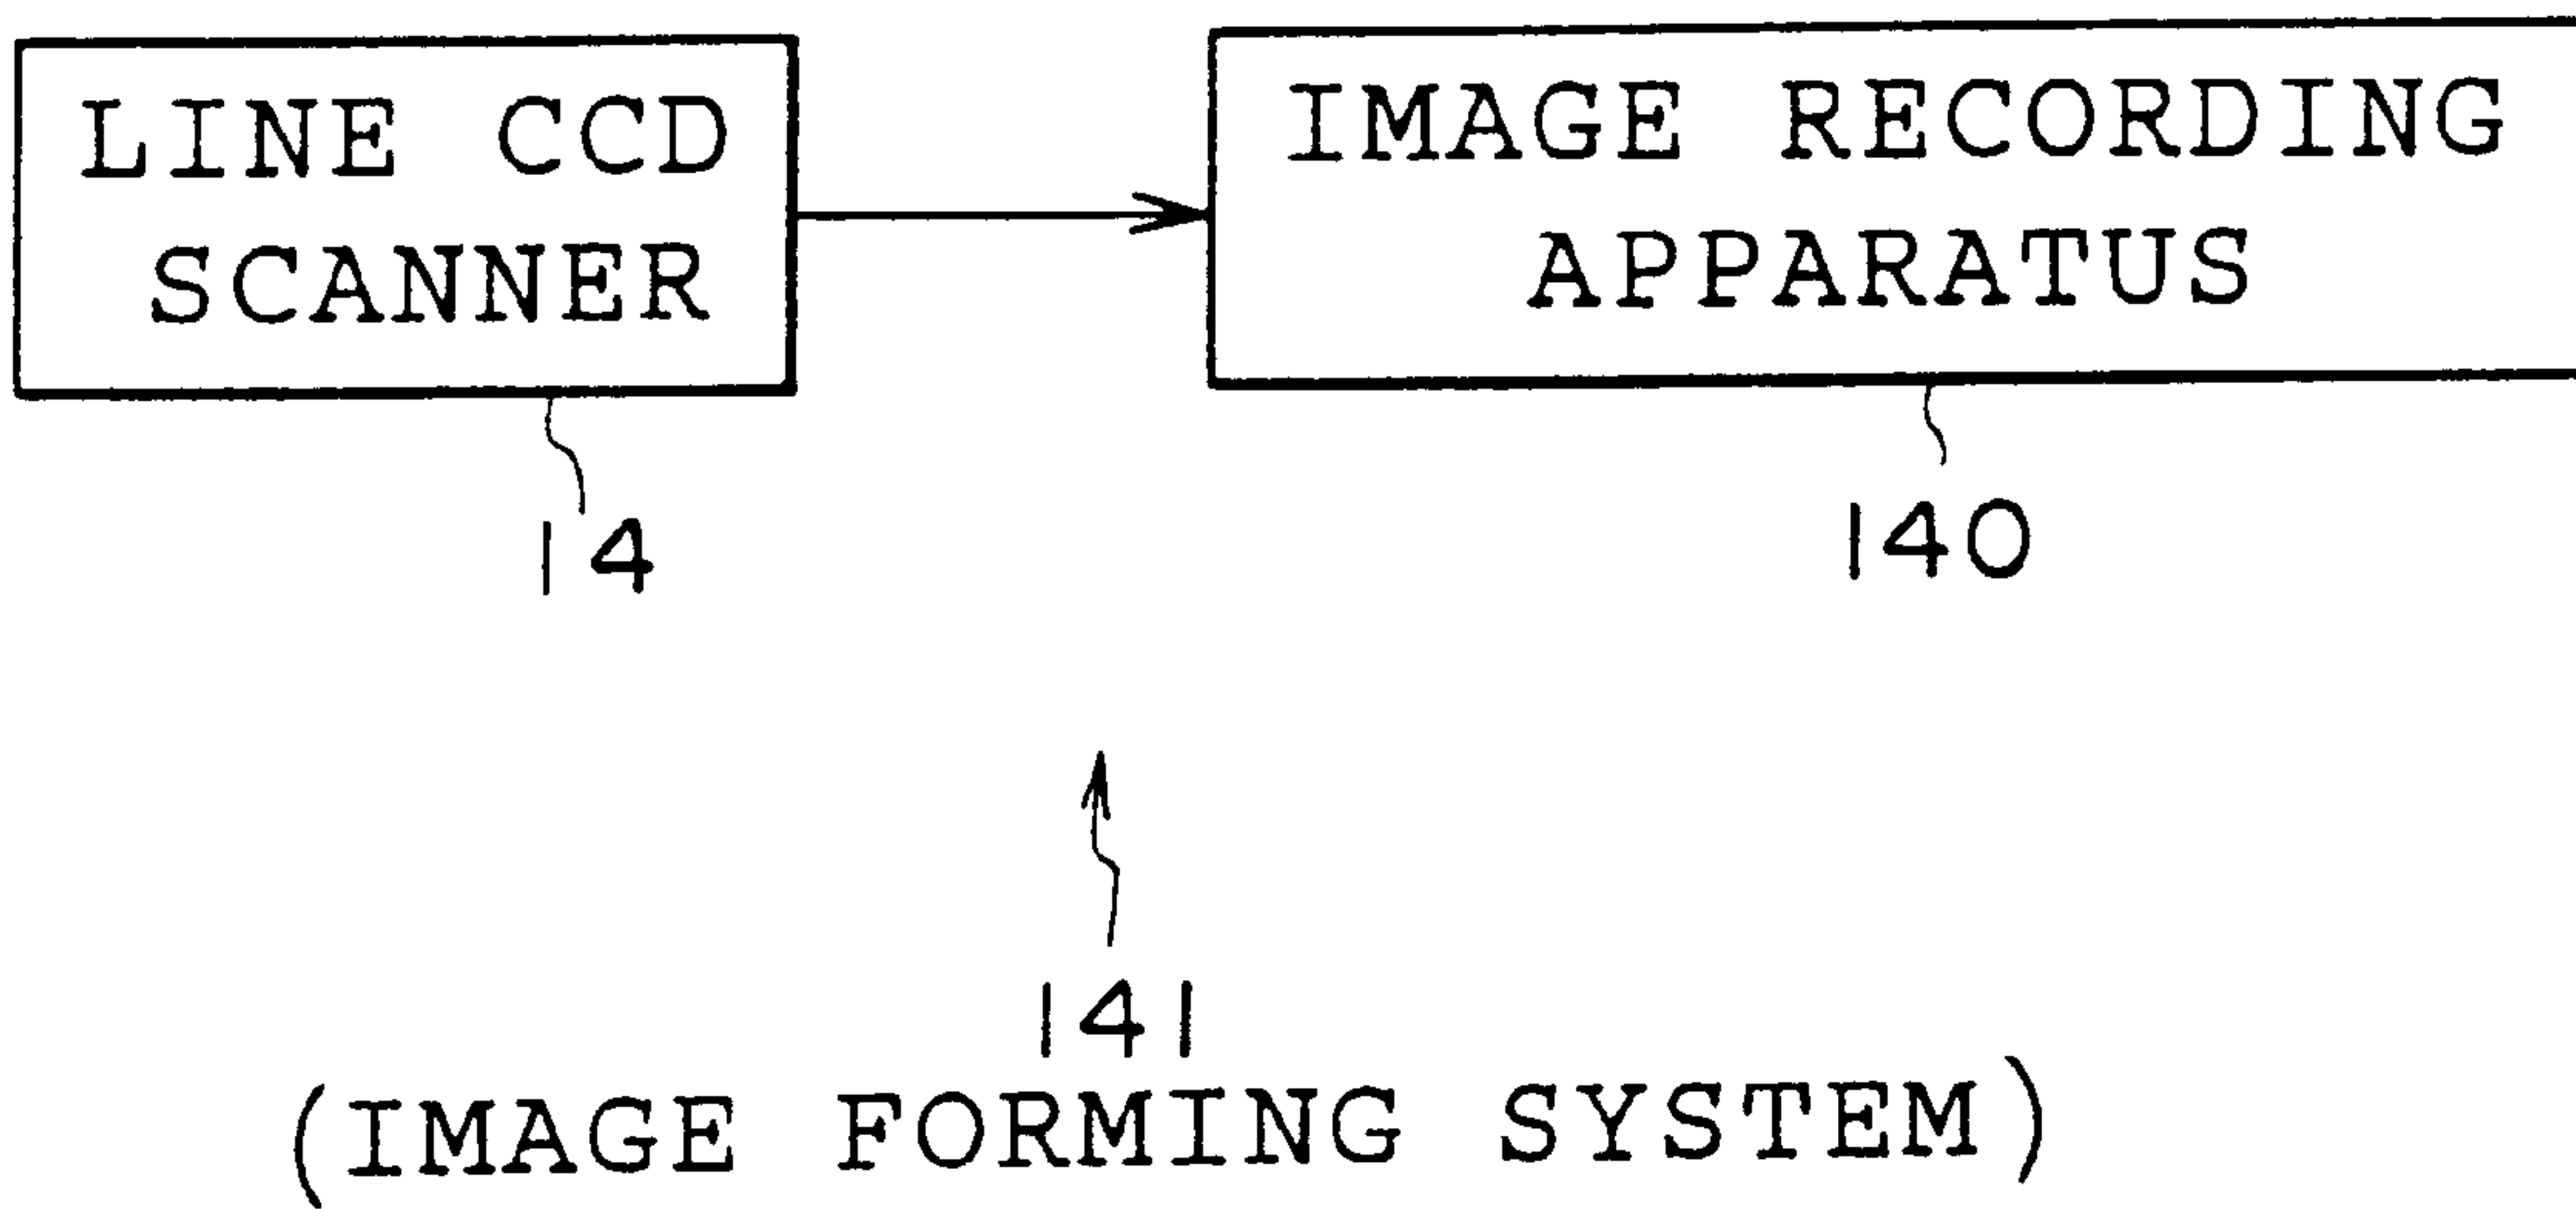 LINE CCD
SCANNER
IMAGE RECORDING
APPARATUS
14
140
141
(IMAGE FORMING SYSTEM)